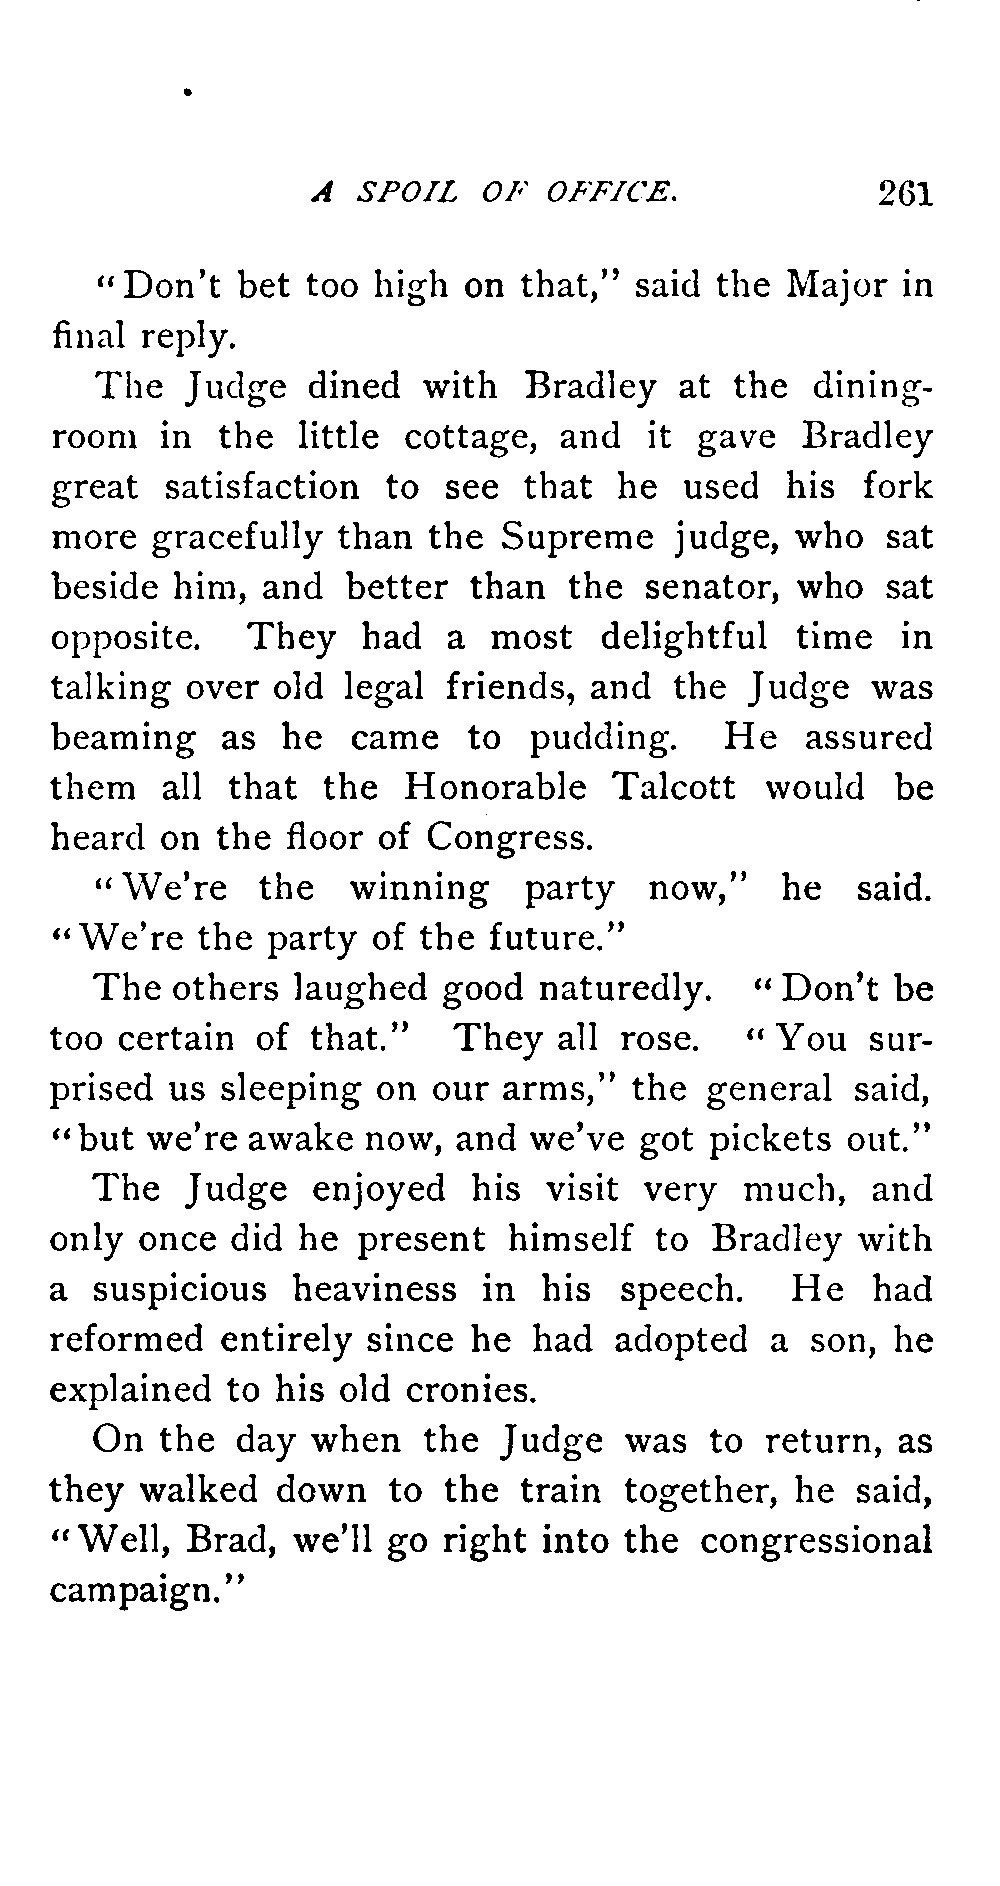 A SPOIL OF OFFICE. 261
"Don't bet too high on that," said the Major in
final reply.
The Judge dined with Bradley at the dining-
room in the little cottage, and it gave Bradley
great satisfaction to see that he used his fork
more gracefully than the Supreme judge, who sat
beside him, and better than the senator, who sat
opposite. They had a most delightful time in
talking over old legal friends, and the Judge was
beaming as he came to pudding. He assured
them all that the Honorable Talcott would be
heard on the floor of Congress.
"We're the winning party now," he said.
"We're the party of the future."
The others laughed good naturedly. "Don't be
too certain of that." They all rose. "You sur-
prised us sleeping on our arms," the general said,
"but we're awake now, and we've got pickets out."
The Judge enjoyed his visit very much, and
only once did he present himself to Bradley with
a suspicious heaviness in his speech. He had
reformed entirely since he had adopted a son, he
explained to his old cronies.
On the day when the Judge was to return, as
they walked down to the train together, he said,
"Well, Brad, we'll go right into the congressional
campaign."